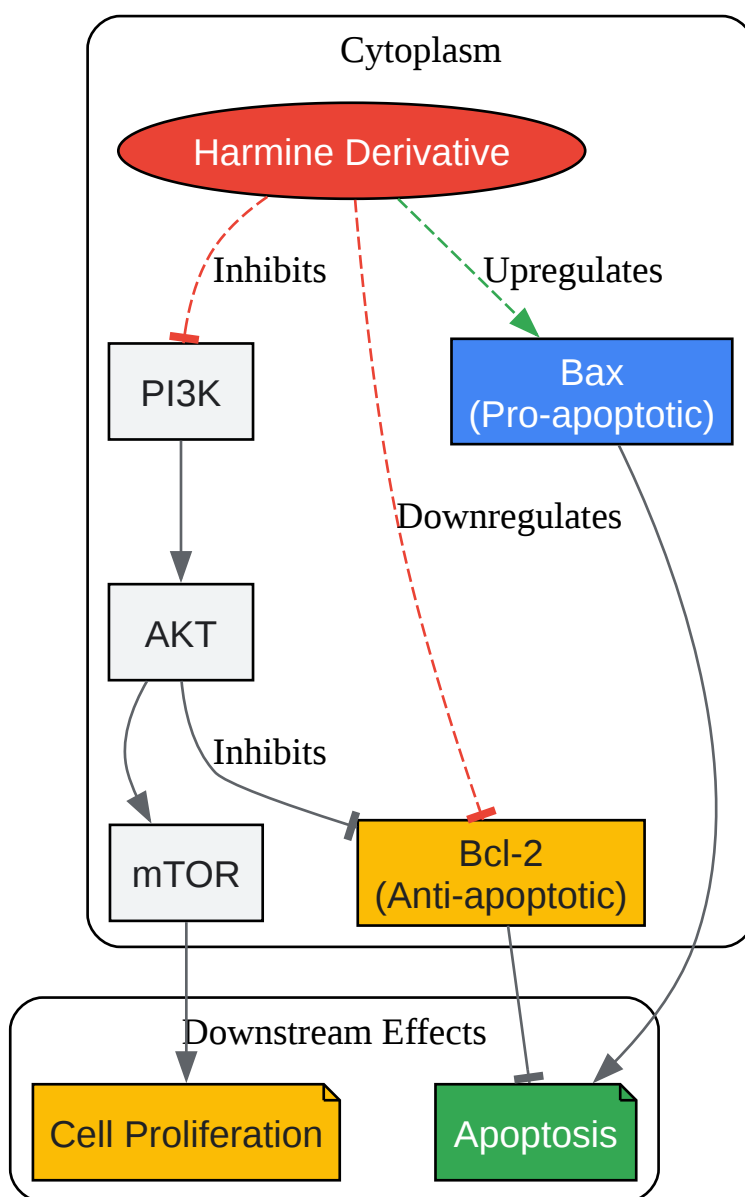 Cytoplasm
Harmine Derivative
Inhibits
Upregulates
PI3K
Bax
(Pro-apoptotic)
Downregulates
AKT
Inhibits
mTOR
Bcl-2
(Anti-apoptotic)
Downstream Effects
Cell Proliferation
Apoptosis